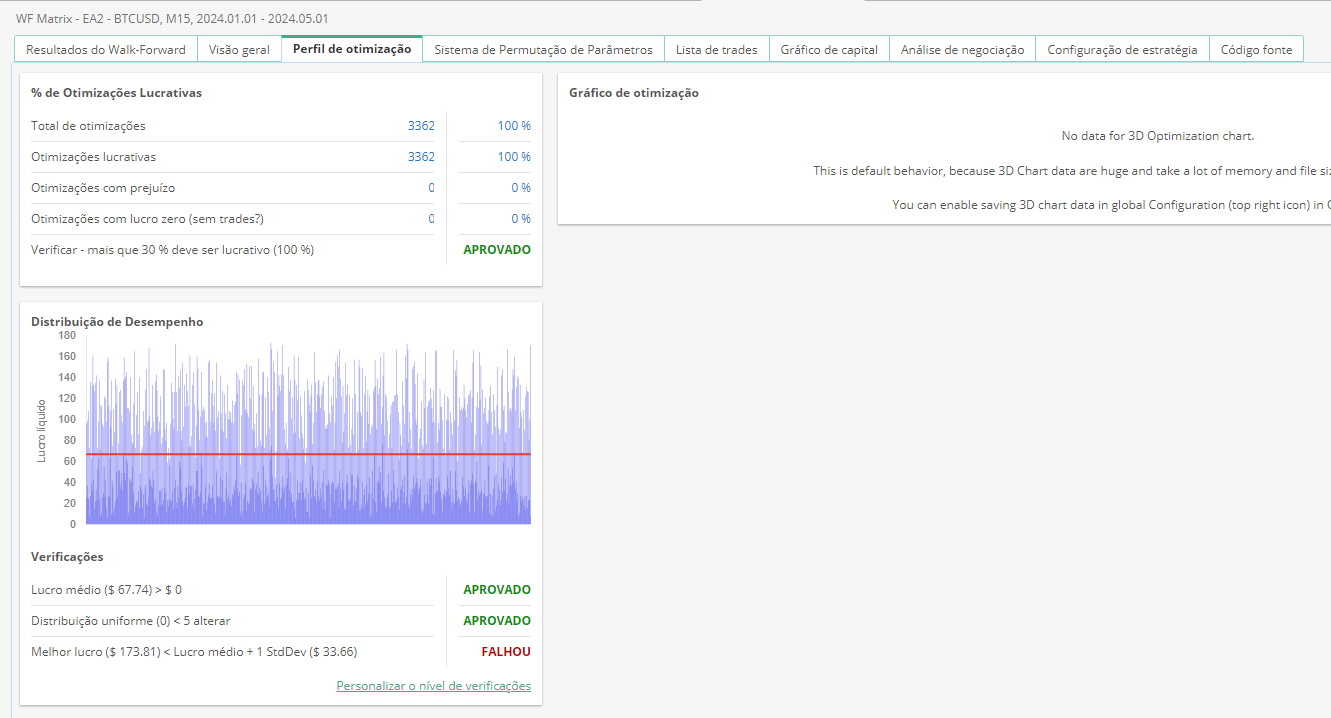 WF Matrix - EA2 - BTCUSD, M15, 2024.01.01 - 2024.05.01
Resultados do Walk-Forward Visão geral Perfil de otimização Sistema de Permutação de Parâmetros Lista de trades Gráfico de capital Análise de negociação Configuração de estratégia Código fonte
% de Otimizações Lucrativas
Total de otimizações 3362 100 %
Otimizações lucrativas 3362 100 %
Otimizações com prejuízo 0 0 %
Otimizações com lucro zero (sem trades?) 0 0 %
Verificar - mais que 30 % deve ser lucrativo (100 %) APROVADO
Gráfico de otimização
No data for 3D Optimization chart.
This is default behavior, because 3D Chart data are huge and take a lot of memory and file
You can enable saving 3D chart data in global Configuration (top right icon) in
Distribuição de Desempenho
180
160
140
120
100
80
60
40
20
0
Lucro líquido
Verificações
Lucro médio ($ 67.74) > $ 0 APROVADO
Distribuição uniforme (0) < 5 alterar APROVADO
Melhor lucro ($ 173.81) < Lucro médio + 1 StdDev ($ 33.66) FALHOU
Personalizar o nível de verificações